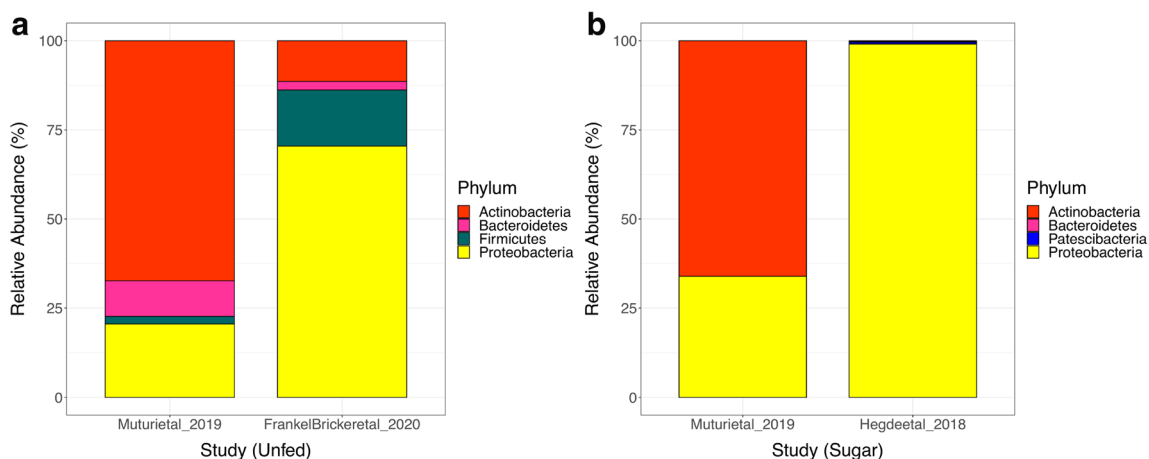 a
100
75
50
25
0
Relative Abundance (%)
Muturietal_2019
FrankelBrickeretal_2020
Study (Unfed)
Phylum
Actinobacteria
Bacteroidetes
Firmicutes
Proteobacteria
b
100
75
50
25
0
Relative Abundance (%)
Muturietal_2019
Hegdeetal_2018
Study (Sugar)
Phylum
Actinobacteria
Bacteroidetes
Patescibacteria
Proteobacteria